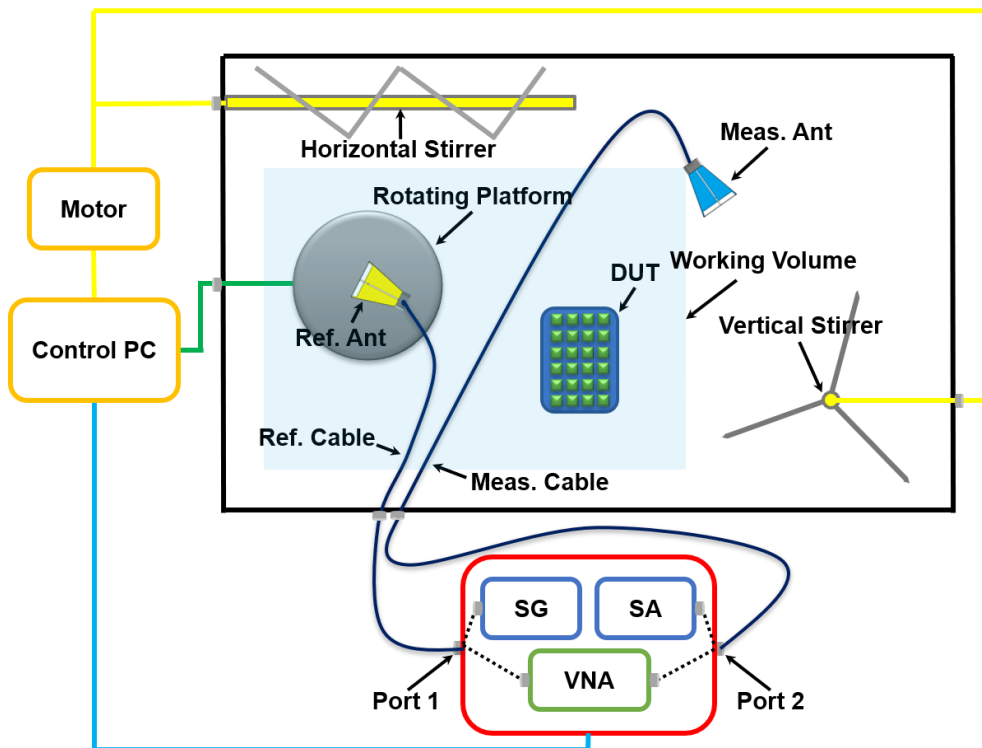 Horizontal Stirrer
Meas. Ant
Rotating Platform
Motor
DUT
Working Volume
Vertical Stirrer
Ref. Ant
Control PC
Ref. Cable
Meas. Cable
SG
SA
VNA
Port 1
Port 2